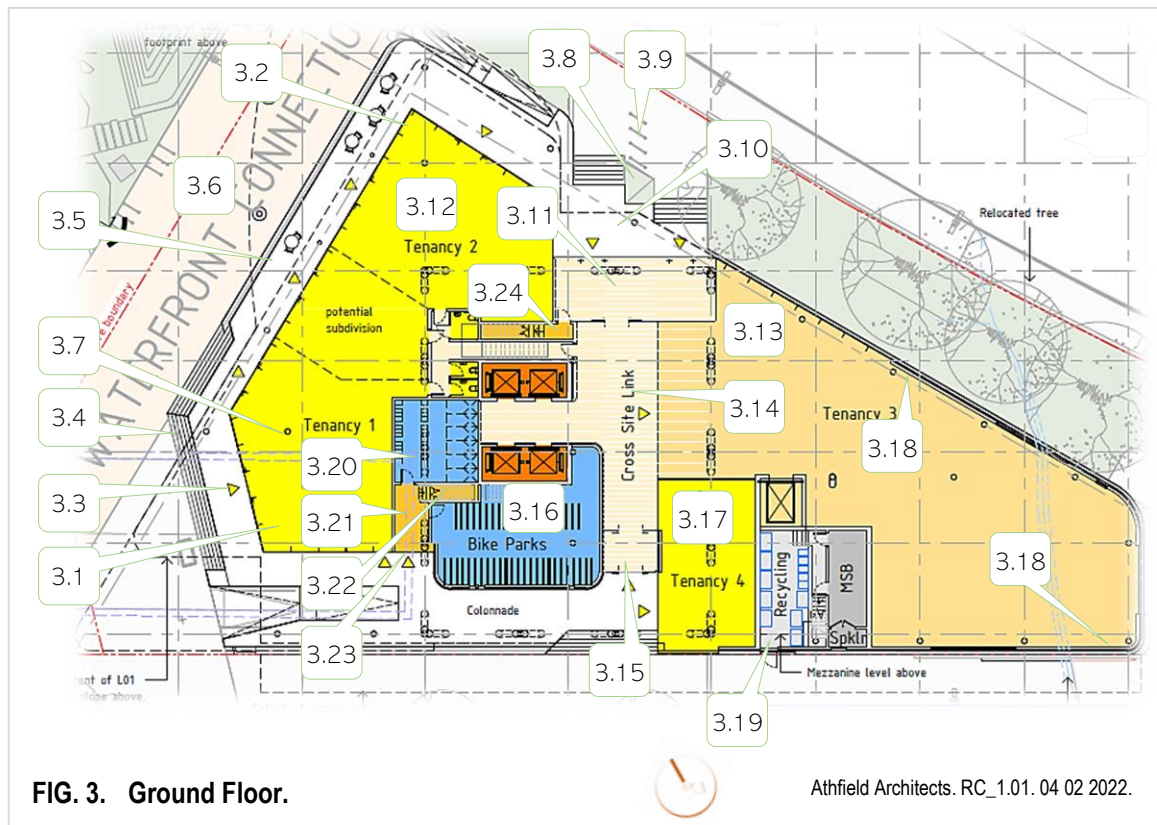 footprint above.
3.2
3.8
3.9
3.10
3.6
3.12
3.11
Relocated tree
3.5
Tenancy 2
WATERFRONT CONNECTION
3.24
potential
subdivision
boundary
3.13
3.7
Cross Site Link
3.14
Tenancy 3
3.4
Tenancy 1
3.18
3.20
3.3
3.21
3.16
3.17
Bike Parks
Recycling
MSB
3.18
3.1
3.22
Tenancy 4
Colonnade
Spkln
3.23
3.15
Mezzanine level above
of L01
slope above.
3.19
FIG. 3. Ground Floor.
Athfield Architects. RC_1.01. 04 02 2022.